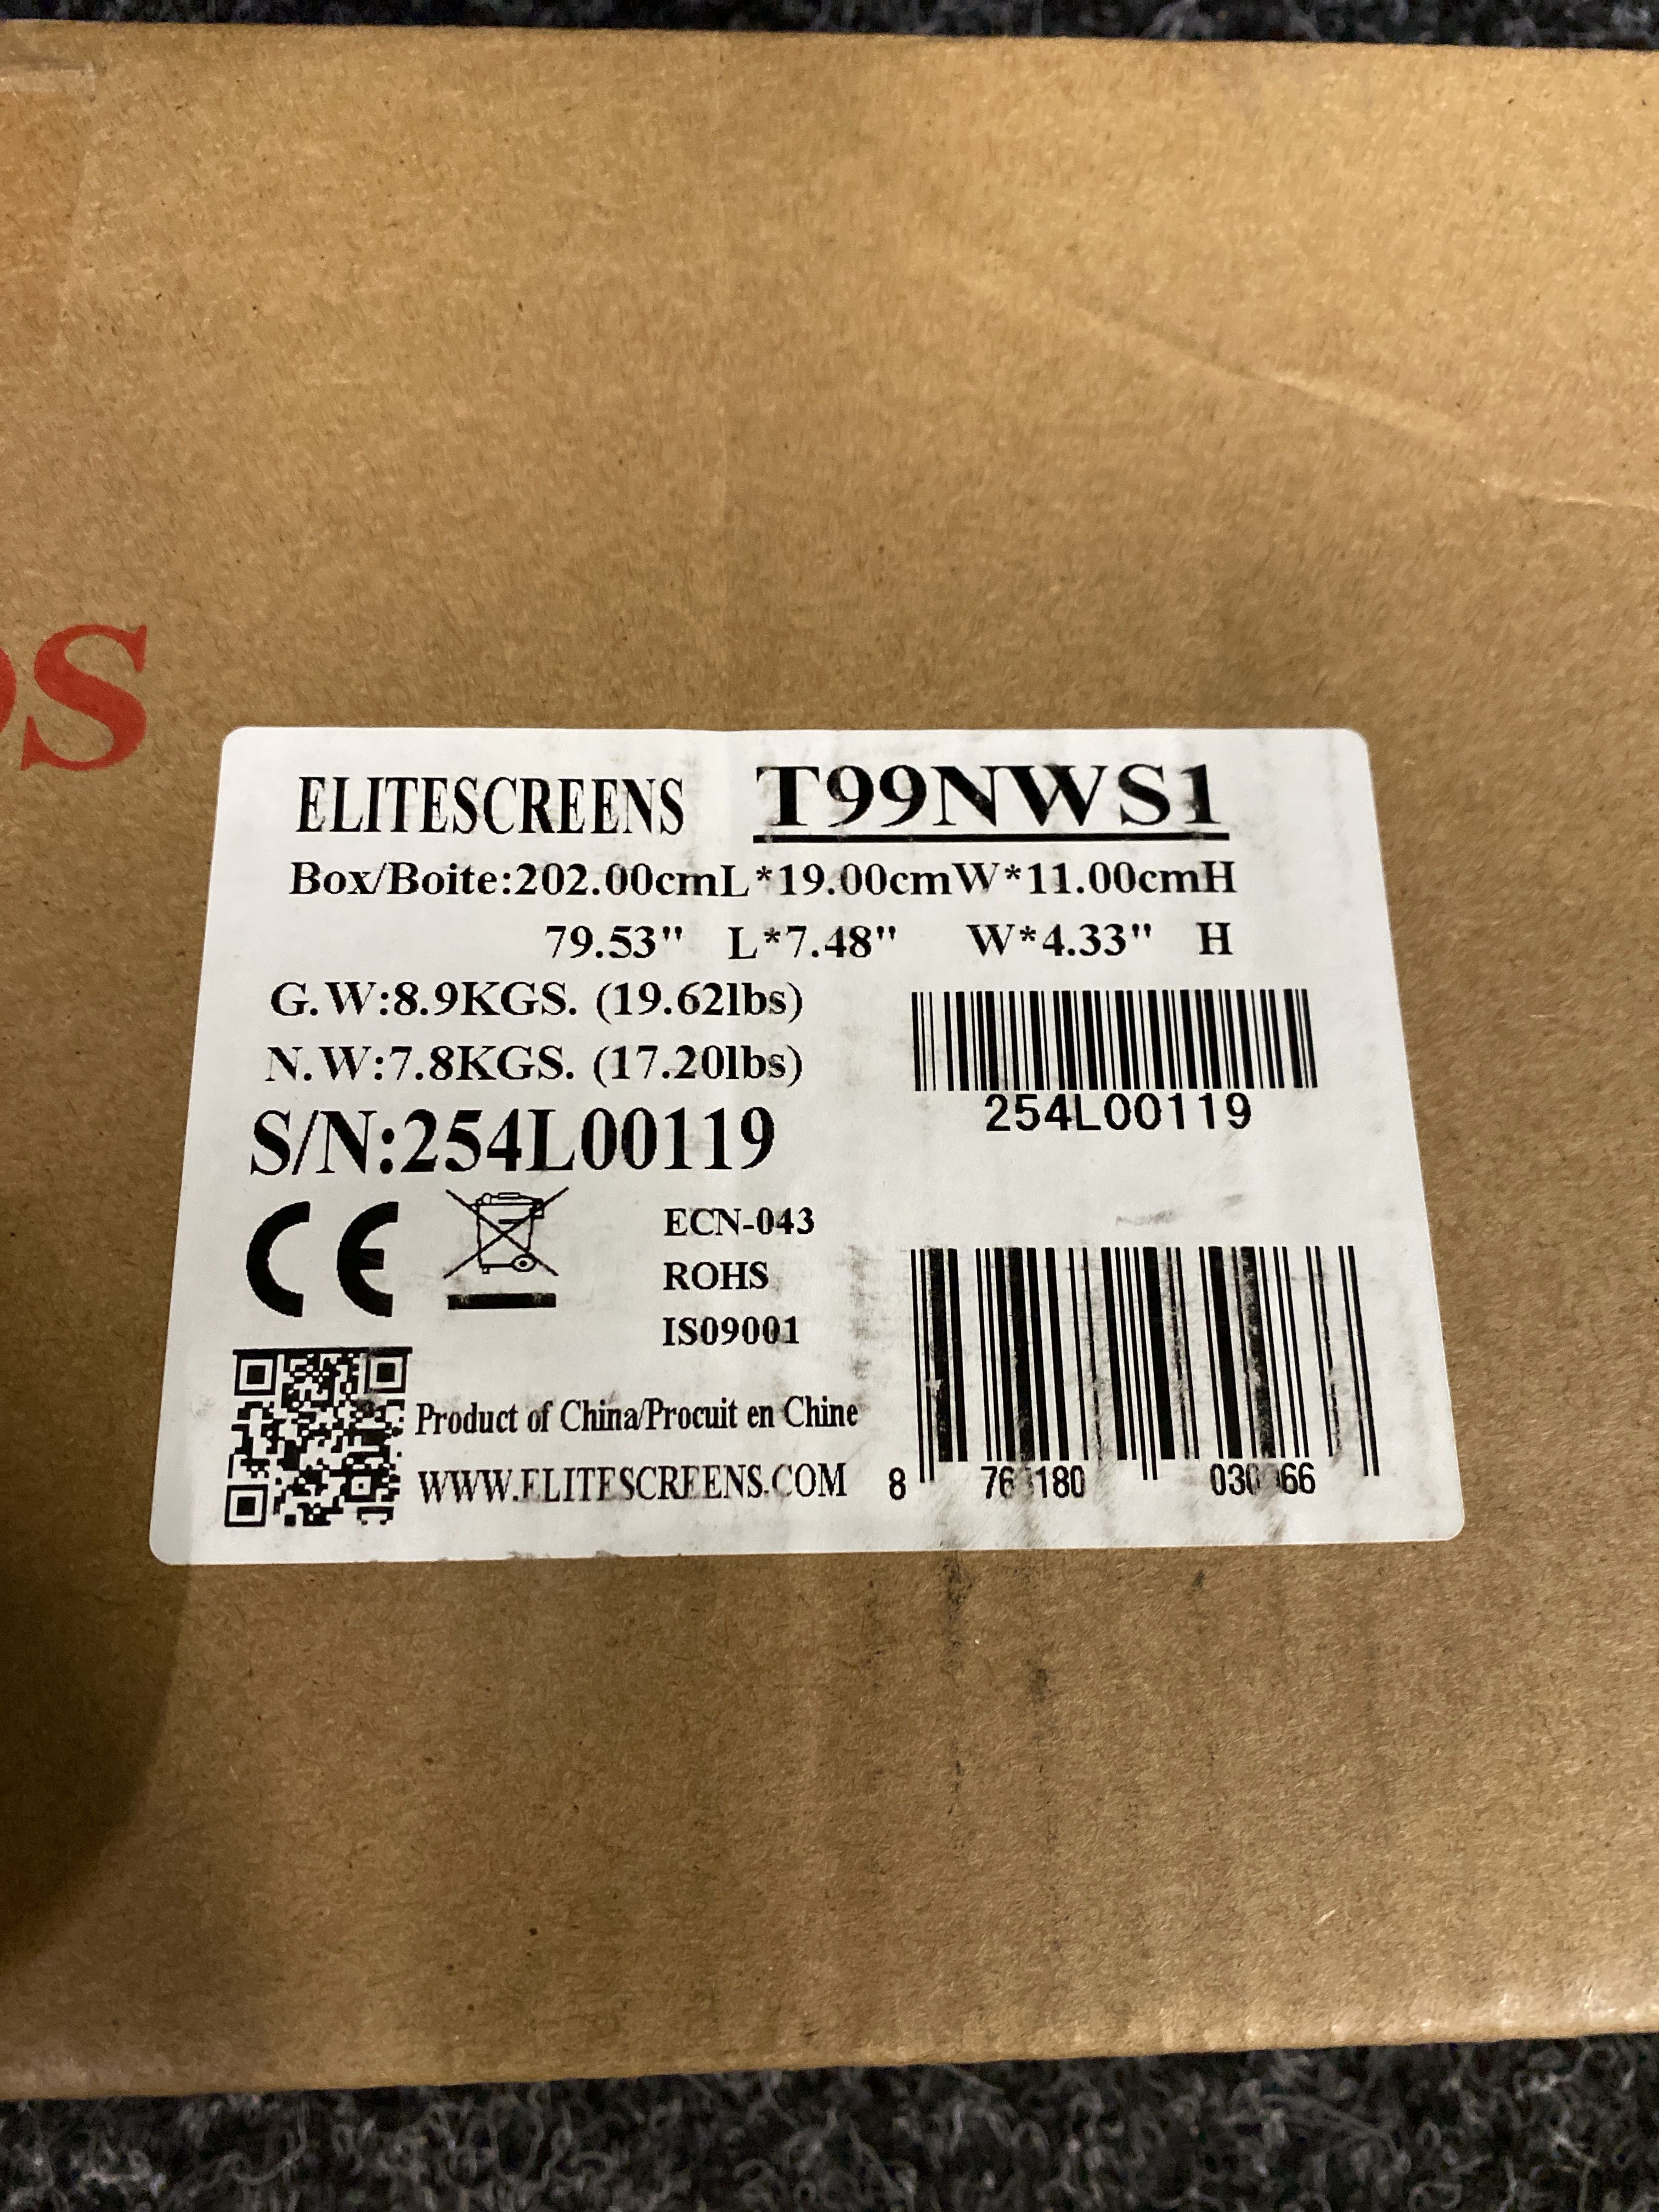 ELITESCREENS T99NWS1
Box/Boite:202.00cmL*19.00cmW*11.00cmH
79.53" L*7.48" W*4.33" H
G.W:8.9KGS. (19.62lbs)
N.W:7.8KGS. (17.20lbs)
254L00119
S/N:254L00119
CE
ECN-043
ROHS
IS09001
Product of China/Procuit en Chine
WWW.ELITESCREENS.COM
8